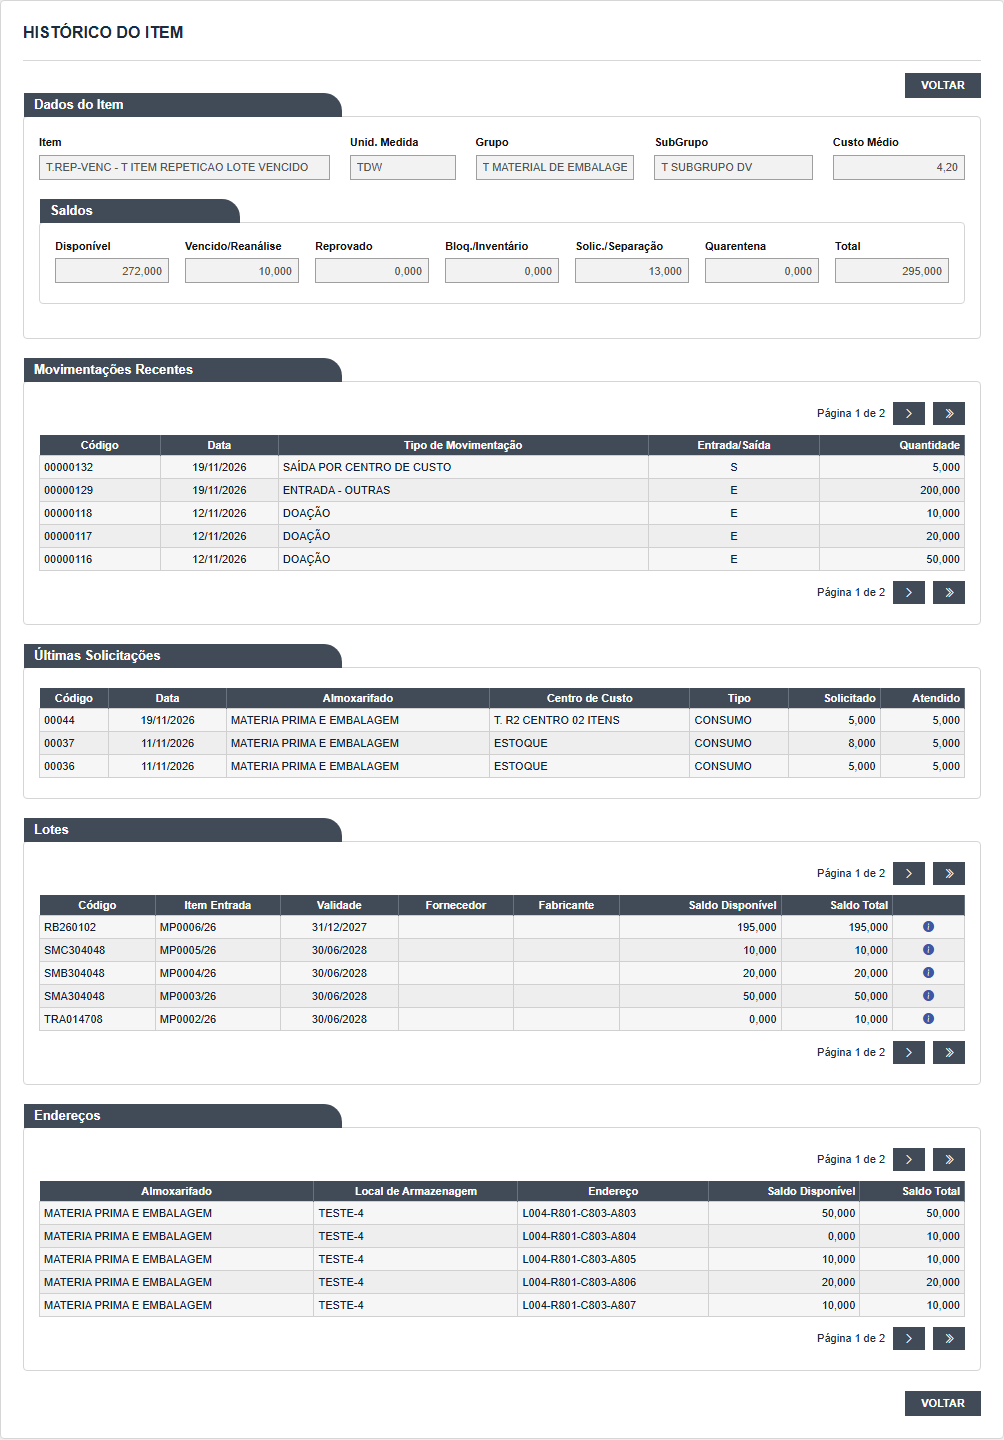 HISTÓRICO DO ITEM
VOLTAR
Dados do Item
Item Unid. Medida Grupo SubGrupo Custo Médio
T.REP-VENC - T ITEM REPETICAO LOTE VENCIDO TDW T MATERIAL DE EMBALAGE T SUBGRUPO DV 4,20
Saldos
Disponível Vencido/Reanálise Reprovado Bloq./Inventário Solic./Separação Quarentena Total
272,000 10,000 0,000 0,000 13,000 0,000 295,000
Movimentações Recentes
Página 1 de 2
Código Data Tipo de Movimentação Entrada/Saída Quantidade
00000132 19/11/2026 SAÍDA POR CENTRO DE CUSTO S 5,000
00000129 19/11/2026 ENTRADA - OUTRAS E 200,000
00000118 12/11/2026 DOAÇÃO E 10,000
00000117 12/11/2026 DOAÇÃO E 20,000
00000116 12/11/2026 DOAÇÃO E 50,000
Página 1 de 2
Últimas Solicitações
Código Data Almoxarifado Centro de Custo Tipo Solicitado Atendido
00044 19/11/2026 MATERIA PRIMA E EMBALAGEM T. R2 CENTRO 02 ITENS CONSUMO 5,000 5,000
00037 11/11/2026 MATERIA PRIMA E EMBALAGEM ESTOQUE CONSUMO 8,000 5,000
00036 11/11/2026 MATERIA PRIMA E EMBALAGEM ESTOQUE CONSUMO 5,000 5,000
Lotes
Página 1 de 2
Código Item Entrada Validade Fornecedor Fabricante Saldo Disponível Saldo Total
RB260102 MP0006/26 31/12/2027 195,000 195,000
SMC304048 MP0005/26 30/06/2028 10,000 10,000
SMB304048 MP0004/26 30/06/2028 20,000 20,000
SMA304048 MP0003/26 30/06/2028 50,000 50,000
TRA014708 MP0002/26 30/06/2028 0,000 10,000
Página 1 de 2
Endereços
Página 1 de 2
Almoxarifado Local de Armazenagem Endereço Saldo Disponível Saldo Total
MATERIA PRIMA E EMBALAGEM TESTE-4 L004-R801-C803-A803 50,000 50,000
MATERIA PRIMA E EMBALAGEM TESTE-4 L004-R801-C803-A804 0,000 10,000
MATERIA PRIMA E EMBALAGEM TESTE-4 L004-R801-C803-A805 10,000 10,000
MATERIA PRIMA E EMBALAGEM TESTE-4 L004-R801-C803-A806 20,000 20,000
MATERIA PRIMA E EMBALAGEM TESTE-4 L004-R801-C803-A807 10,000 10,000
Página 1 de 2
VOLTAR